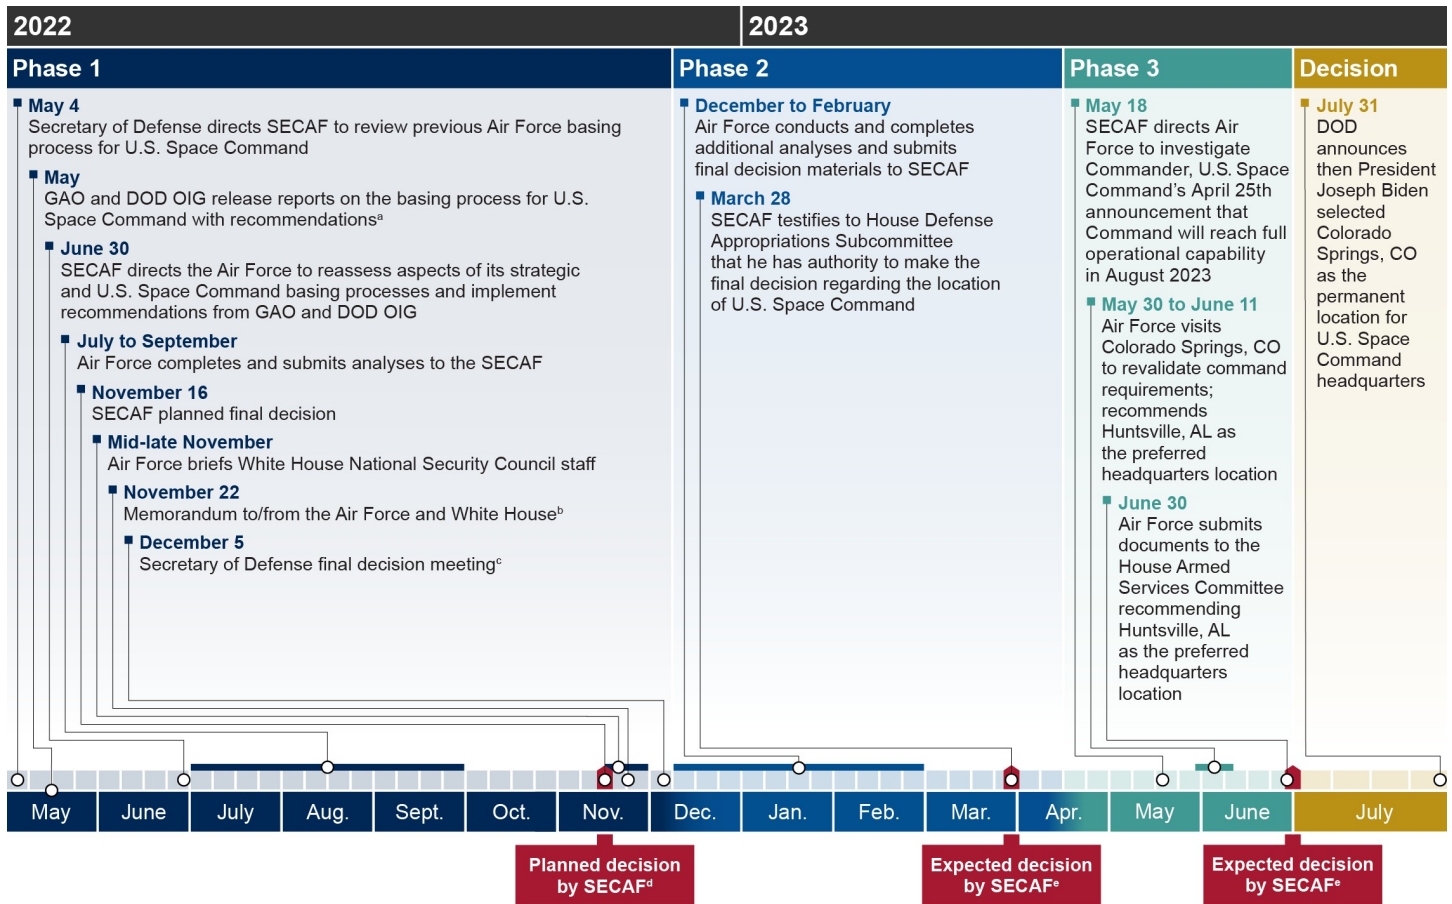 2022
2023
Phase 1
Phase 2
Phase 3
Decision
May 4
Secretary of Defense directs SECAF to review previous Air Force basing
process for U.S. Space Command
May
GAO and DOD OIG release reports on the basing process for U.S.
Space Command with recommendationsᵃ
June 30
SECAF directs the Air Force to reassess aspects of its strategic
and U.S. Space Command basing processes and implement
recommendations from GAO and DOD OIG
July to September
Air Force completes and submits analyses to the SECAF
November 16
SECAF planned final decision
Mid-late November
Air Force briefs White House National Security Council staff
November 22
Memorandum to/from the Air Force and White Houseᵇ
December 5
Secretary of Defense final decision meetingᶜ
December to February
Air Force conducts and completes
additional analyses and submits
final decision materials to SECAF
March 28
SECAF testifies to House Defense
Appropriations Subcommittee
that he has authority to make the
final decision regarding the location
of U.S. Space Command
May 18
SECAF directs Air
Force to investigate
Commander, U.S. Space
Command's April 25th
announcement that
Command will reach full
operational capability
in August 2023
May 30 to June 11
Air Force visits
Colorado Springs, CO
to revalidate command
requirements;
recommends
Huntsville, AL as
the preferred
headquarters location
June 30
Air Force submits
documents to the
House Armed
Services Committee
recommending
Huntsville, AL
as the preferred
headquarters
location
July 31
DOD
announces
then President
Joseph Biden
selected
Colorado
Springs, CO
as the
permanent
location for
U.S. Space
Command
headquarters
May
June
July
Aug.
Sept.
Oct.
Nov.
Dec.
Jan.
Feb.
Mar.
Apr.
May
June
July
Planned decision
by SECAFᵈ
Expected decision
by SECAFᵉ
Expected decision
by SECAFᵉ